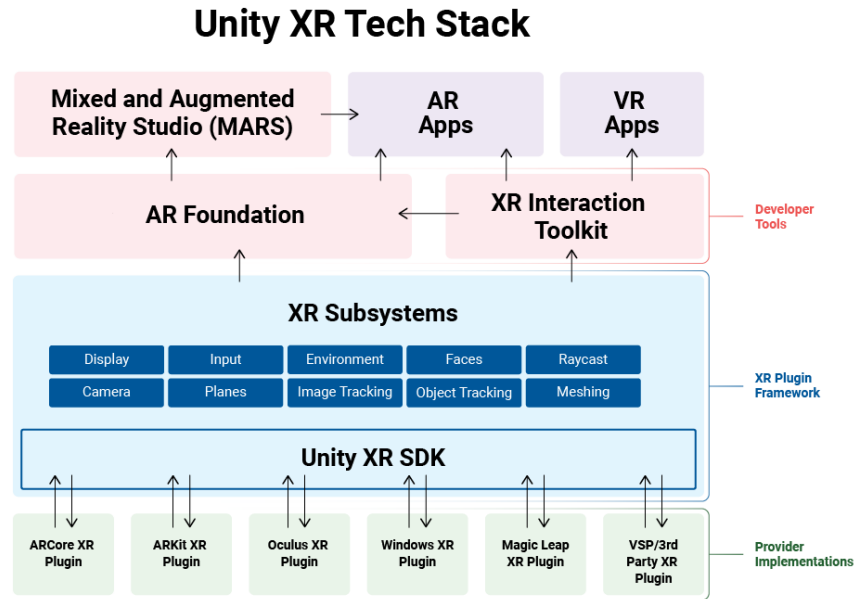 Unity XR Tech Stack
Mixed and Augmented
Reality Studio (MARS)
AR
Apps
VR
Apps
AR Foundation
XR Interaction
Toolkit
Developer
Tools
XR Subsystems
Display
Input
Environment
Faces
Raycast
Camera
Planes
Image Tracking
Object Tracking
Meshing
XR Plugin
Framework
Unity XR SDK
ARCore XR
Plugin
ARKit XR
Plugin
Oculus XR
Plugin
Windows XR
Plugin
Magic Leap
XR Plugin
VSP/3rd
Party XR
Plugin
Provider
Implementations